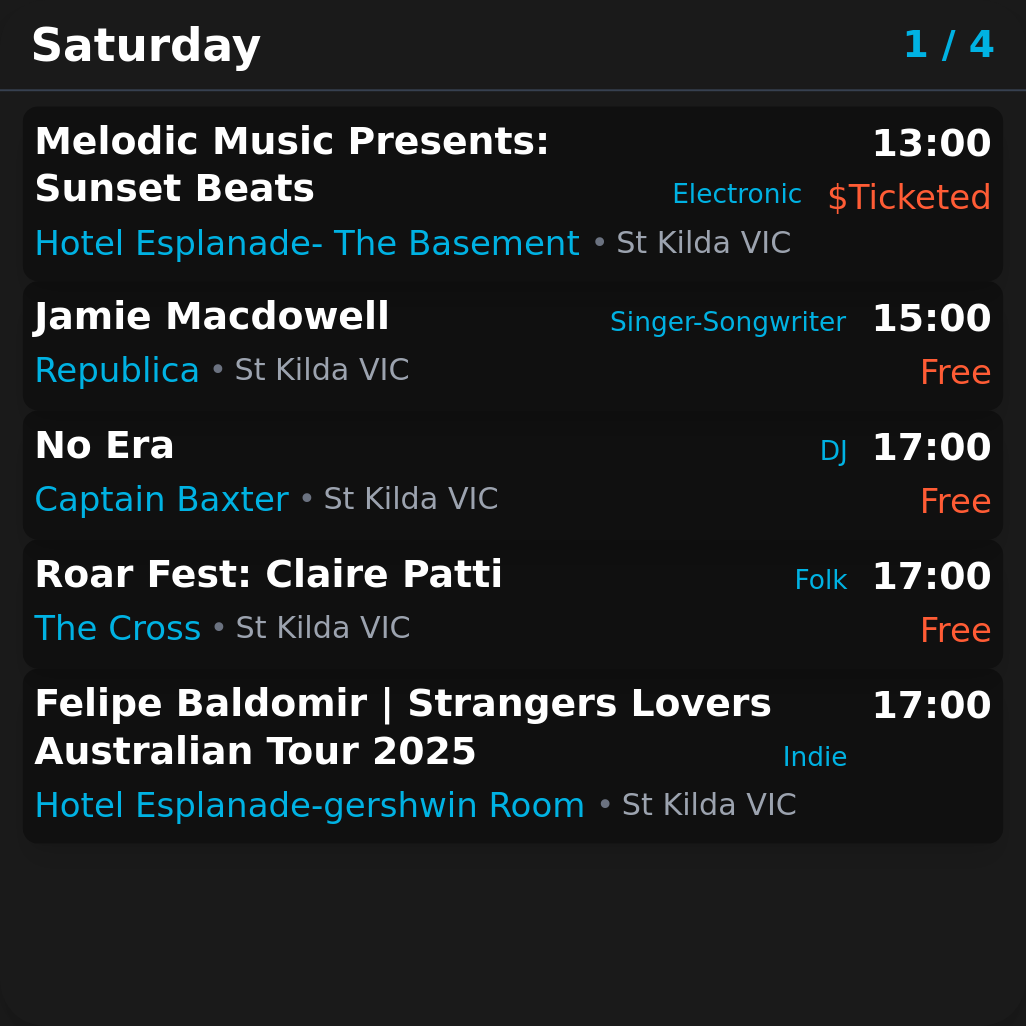 Saturday 1 / 4
Melodic Music Presents: 13:00
Sunset Beats Electronic $Ticketed
Hotel Esplanade- The Basement • St Kilda VIC
Jamie Macdowell Singer-Songwriter 15:00
Republica • St Kilda VIC Free
No Era DJ 17:00
Captain Baxter • St Kilda VIC Free
Roar Fest: Claire Patti Folk 17:00
The Cross • St Kilda VIC Free
Felipe Baldomir | Strangers Lovers 17:00
Australian Tour 2025 Indie
Hotel Esplanade-gershwin Room • St Kilda VIC